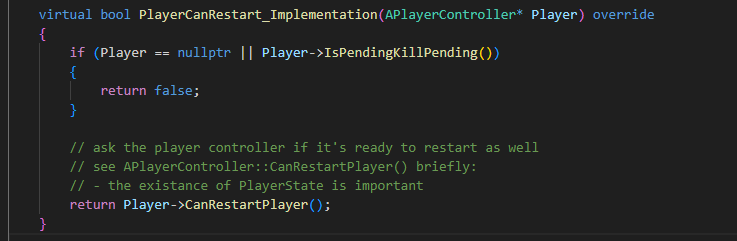 virtual bool PlayerCanRestart_Implementation(APlayerController* Player) override
{
if (Player == nullptr || Player->IsPendingKillPending())
{
return false;
}
// ask the player controller if it's ready to restart as well
// see APlayerController::CanRestartPlayer() briefly:
// - the existance of PlayerState is important
return Player->CanRestartPlayer();
}